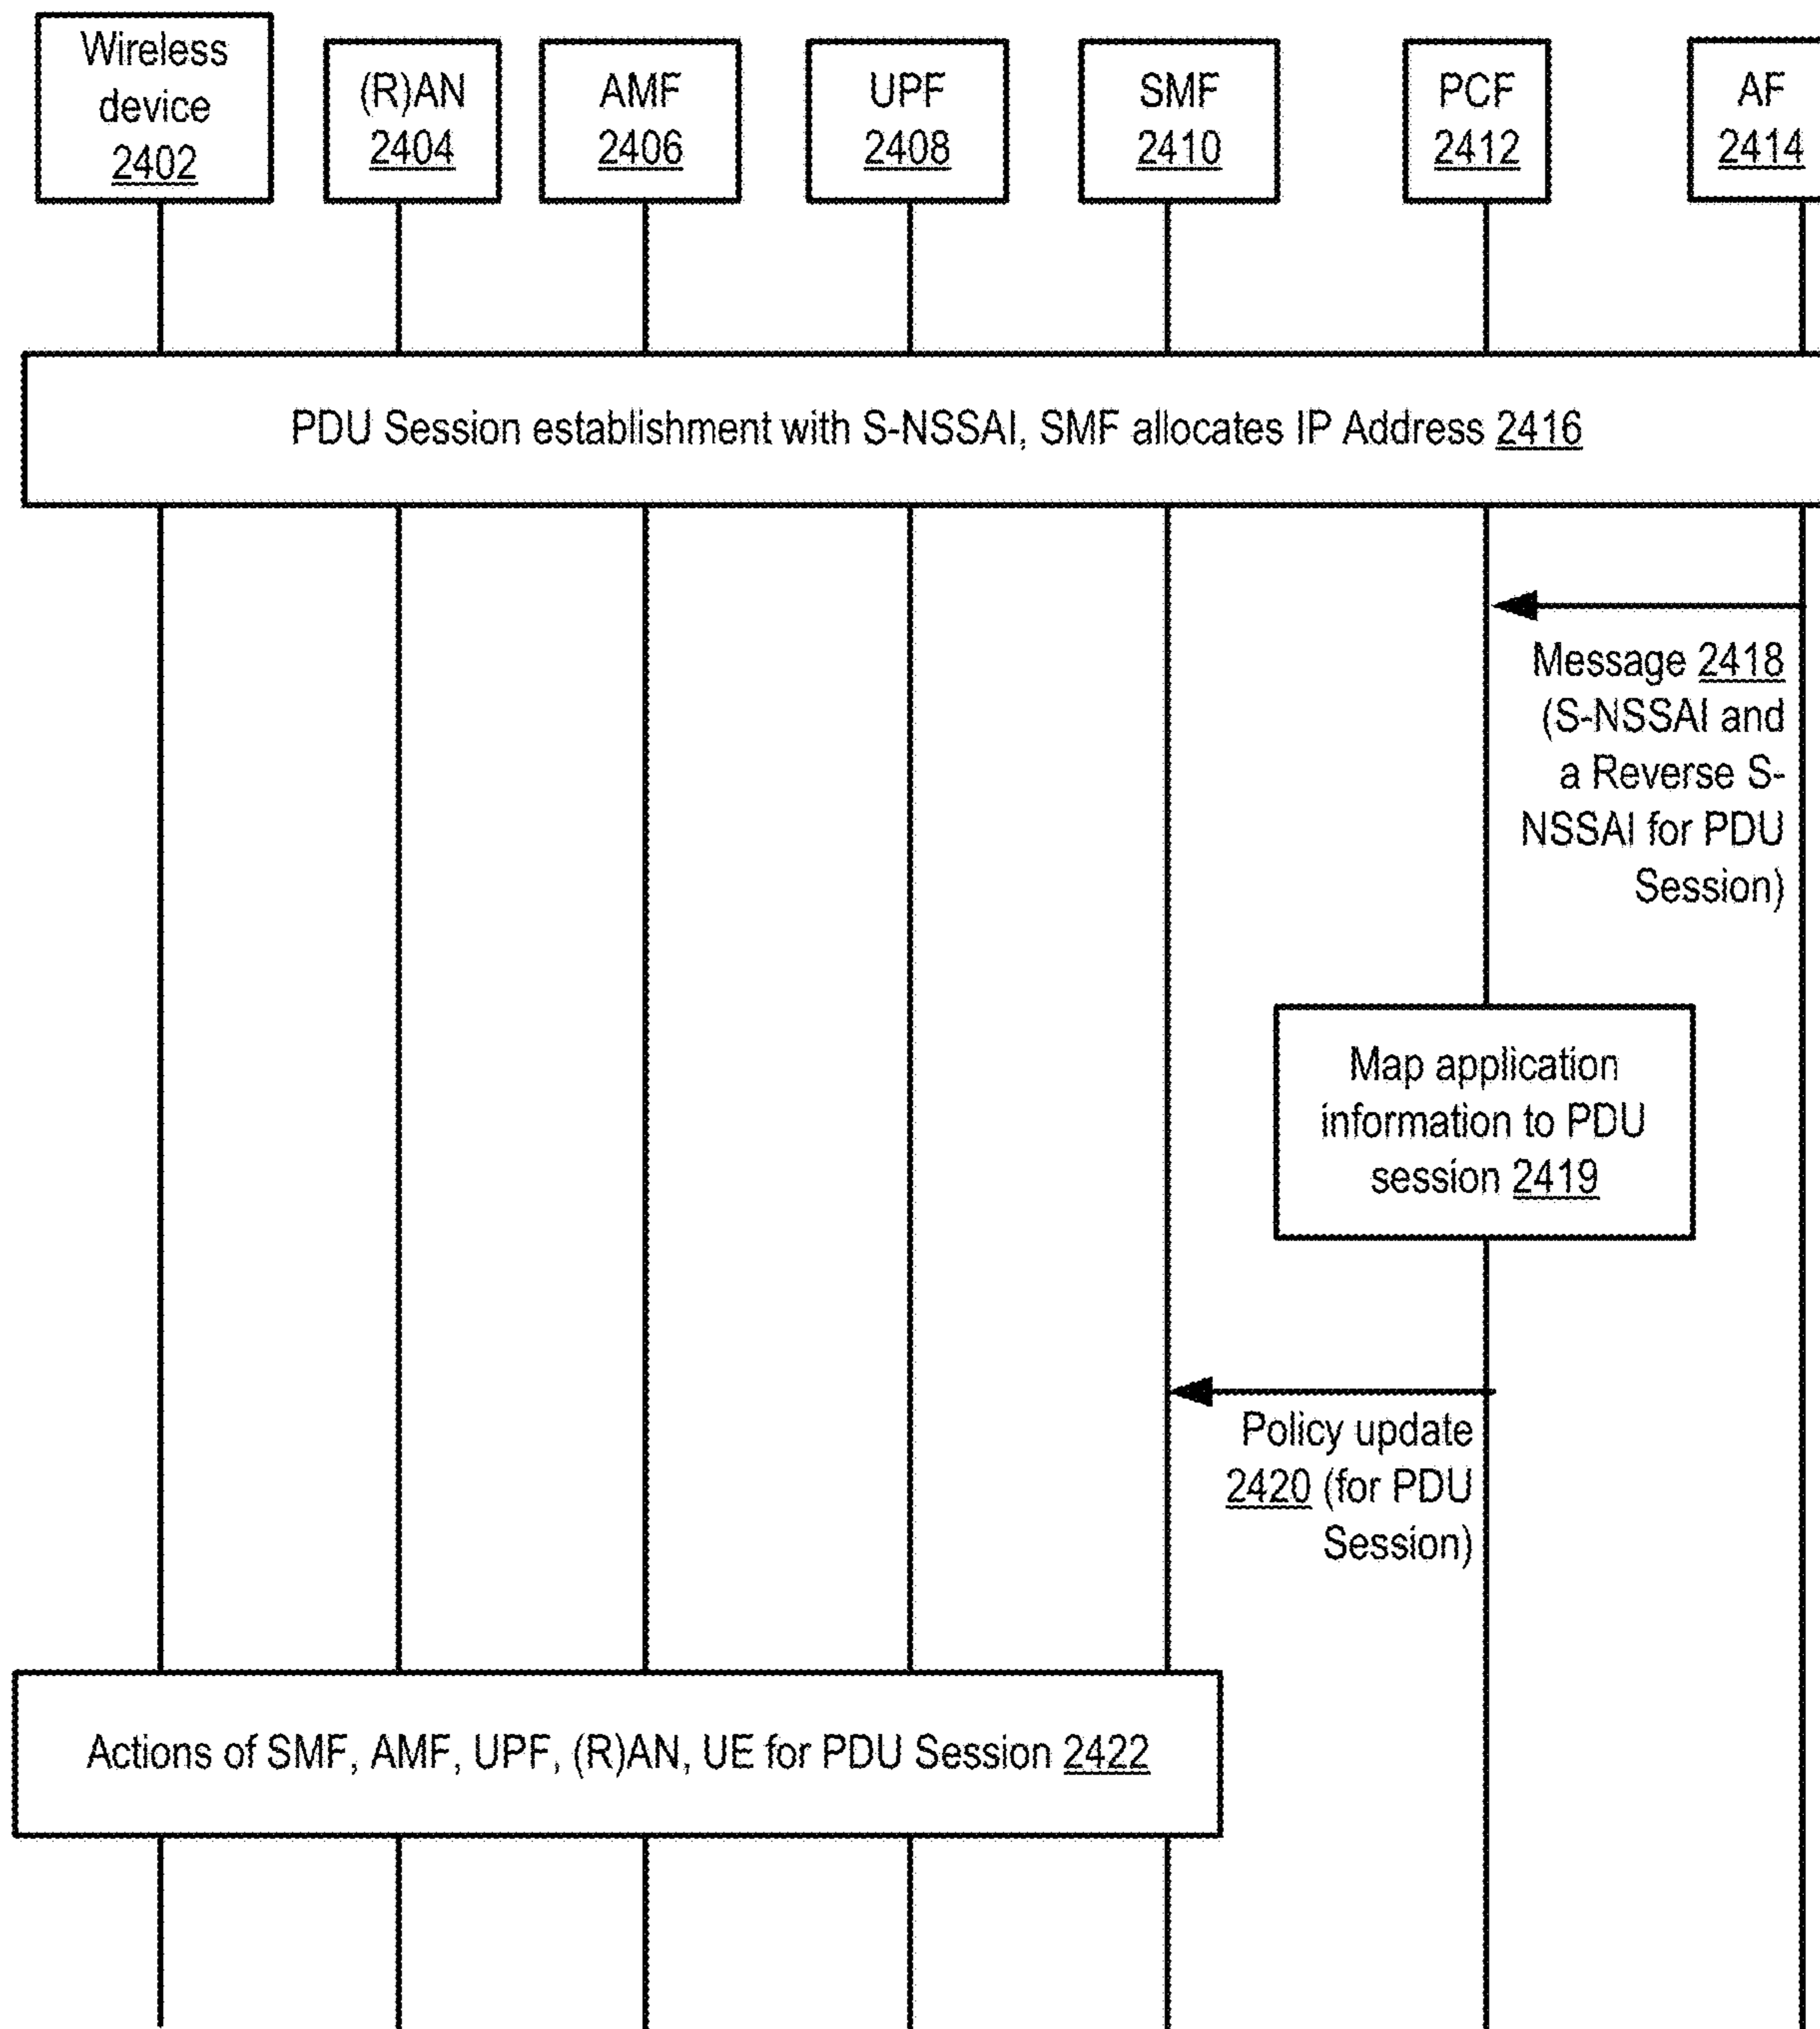 Wireless
device
2402
(R)AN
2404
AMF
2406
UPF
2408
SMF
2410
PCF
2412
AF
2414
PDU Session establishment with S-NSSAI, SMF allocates IP Address 2416
Message 2418
(S-NSSAI and
a Reverse S-
NSSAI for PDU
Session)
Map application
information to PDU
session 2419
Policy update
2420 (for PDU
Session)
Actions of SMF, AMF, UPF, (R)AN, UE for PDU Session 2422